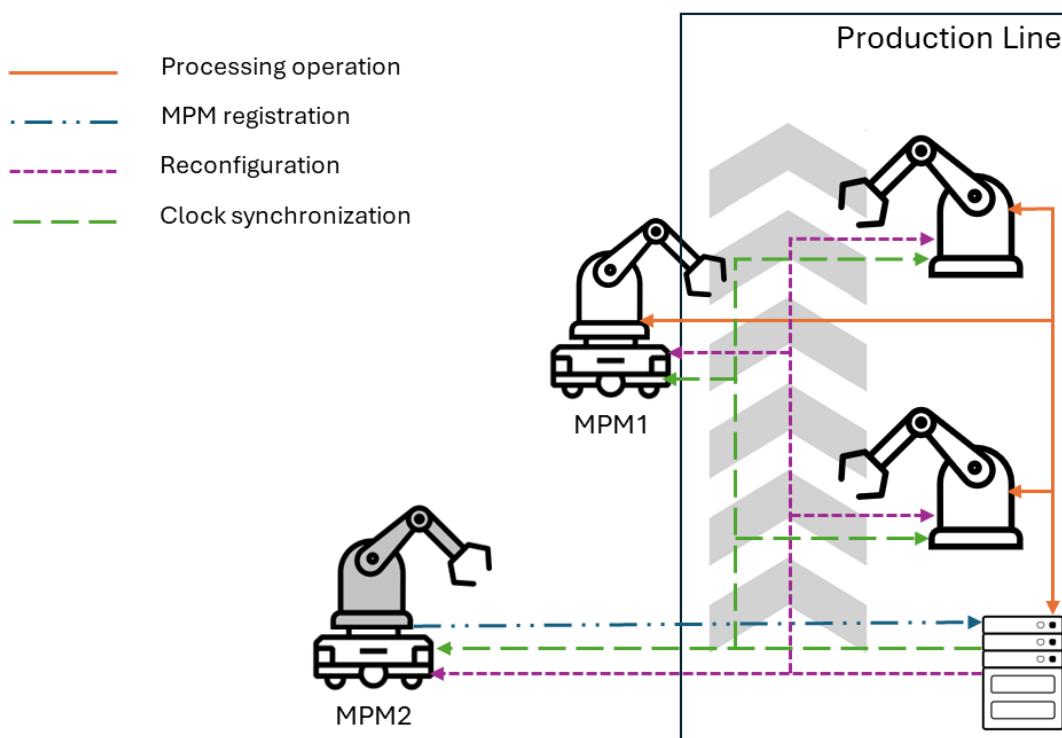 Production Line
Processing operation
MPM registration
Reconfiguration
Clock synchronization
MPM1
MPM2